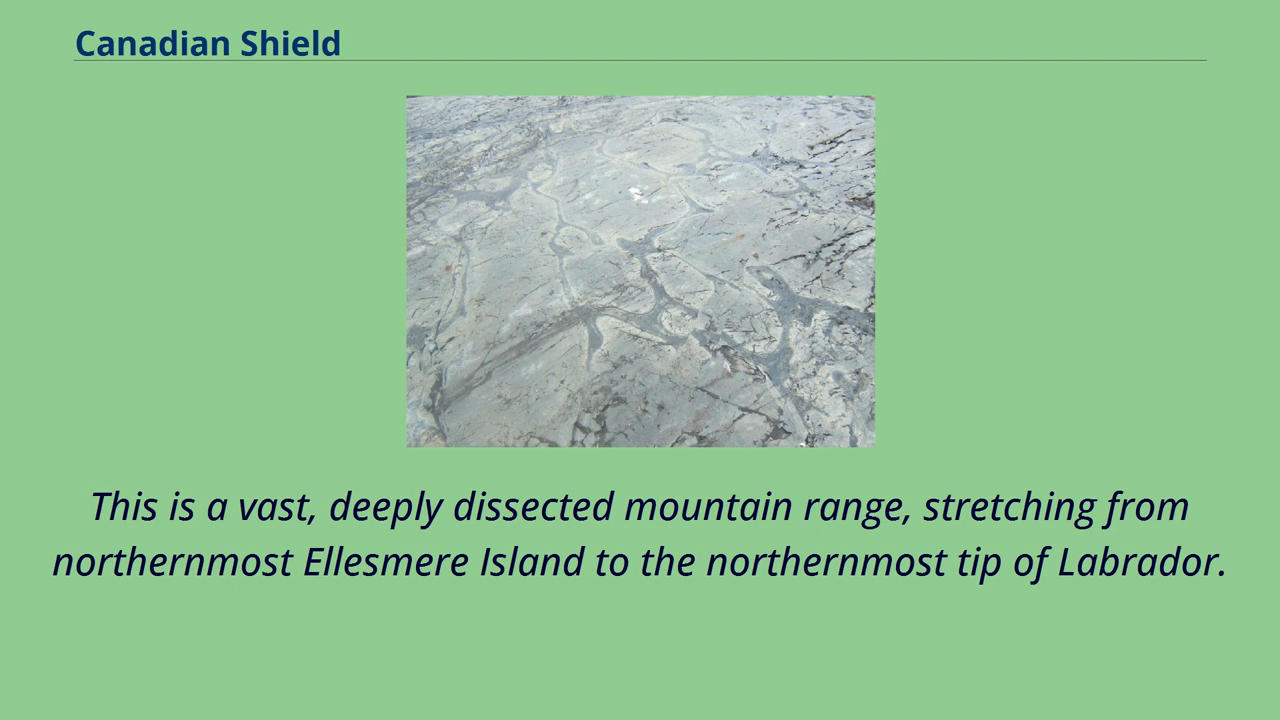 Canadian Shield
This is a vast, deeply dissected mountain range, stretching from
northernmost Ellesmere Island to the northernmost tip of Labrador.